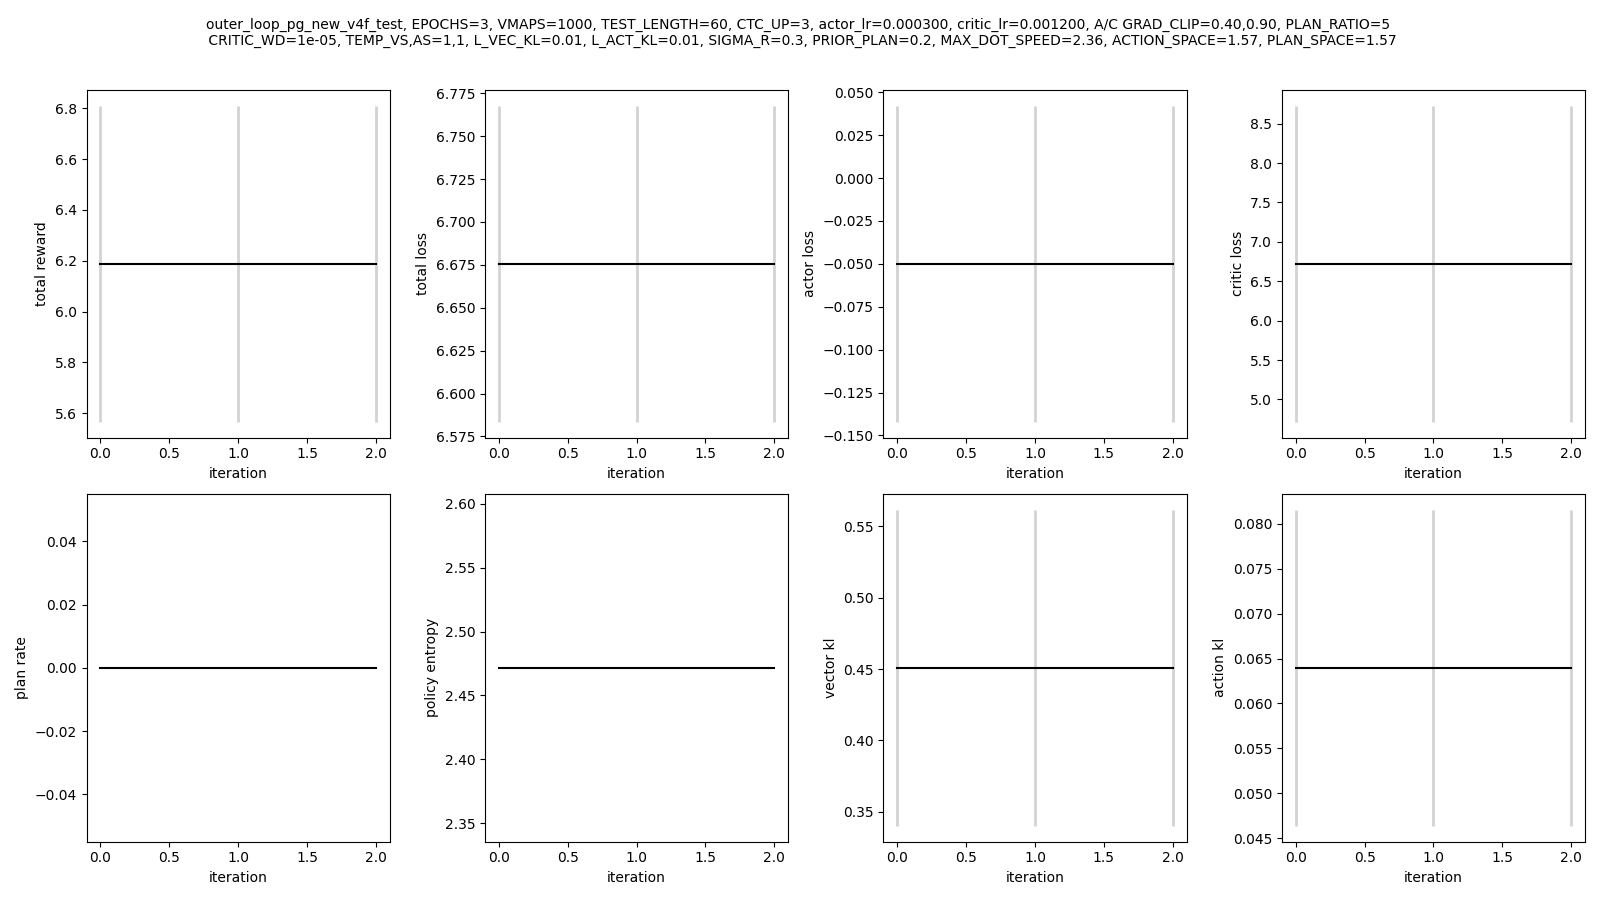 outer_loop_pg_new_v4f_test, EPOCHS=3, VMAPS=1000, TEST_LENGTH=60, CTC_UP=3, actor_lr=0.000300, critic_lr=0.001200, A/C GRAD_CLIP=0.40,0.90, PLAN_RATIO=5
CRITIC_WD=1e-05, TEMP_VS,AS=1,1, L_VEC_KL=0.01, L_ACT_KL=0.01, SIGMA_R=0.3, PRIOR_PLAN=0.2, MAX_DOT_SPEED=2.36, ACTION_SPACE=1.57, PLAN_SPACE=1.57
total reward
6.8
6.6
6.4
6.2
6.0
5.8
5.6
0.0 0.5 1.0 1.5 2.0
iteration
total loss
6.775
6.750
6.725
6.700
6.675
6.650
6.625
6.600
6.575
0.0 0.5 1.0 1.5 2.0
iteration
actor loss
0.050
0.025
0.000
−0.025
−0.050
−0.075
−0.100
−0.125
−0.150
0.0 0.5 1.0 1.5 2.0
iteration
critic loss
8.5
8.0
7.5
7.0
6.5
6.0
5.5
5.0
0.0 0.5 1.0 1.5 2.0
iteration
plan rate
0.04
0.02
0.00
−0.02
−0.04
0.0 0.5 1.0 1.5 2.0
iteration
policy entropy
2.60
2.55
2.50
2.45
2.40
2.35
0.0 0.5 1.0 1.5 2.0
iteration
vector kl
0.55
0.50
0.45
0.40
0.35
0.0 0.5 1.0 1.5 2.0
iteration
action kl
0.080
0.075
0.070
0.065
0.060
0.055
0.050
0.045
0.0 0.5 1.0 1.5 2.0
iteration